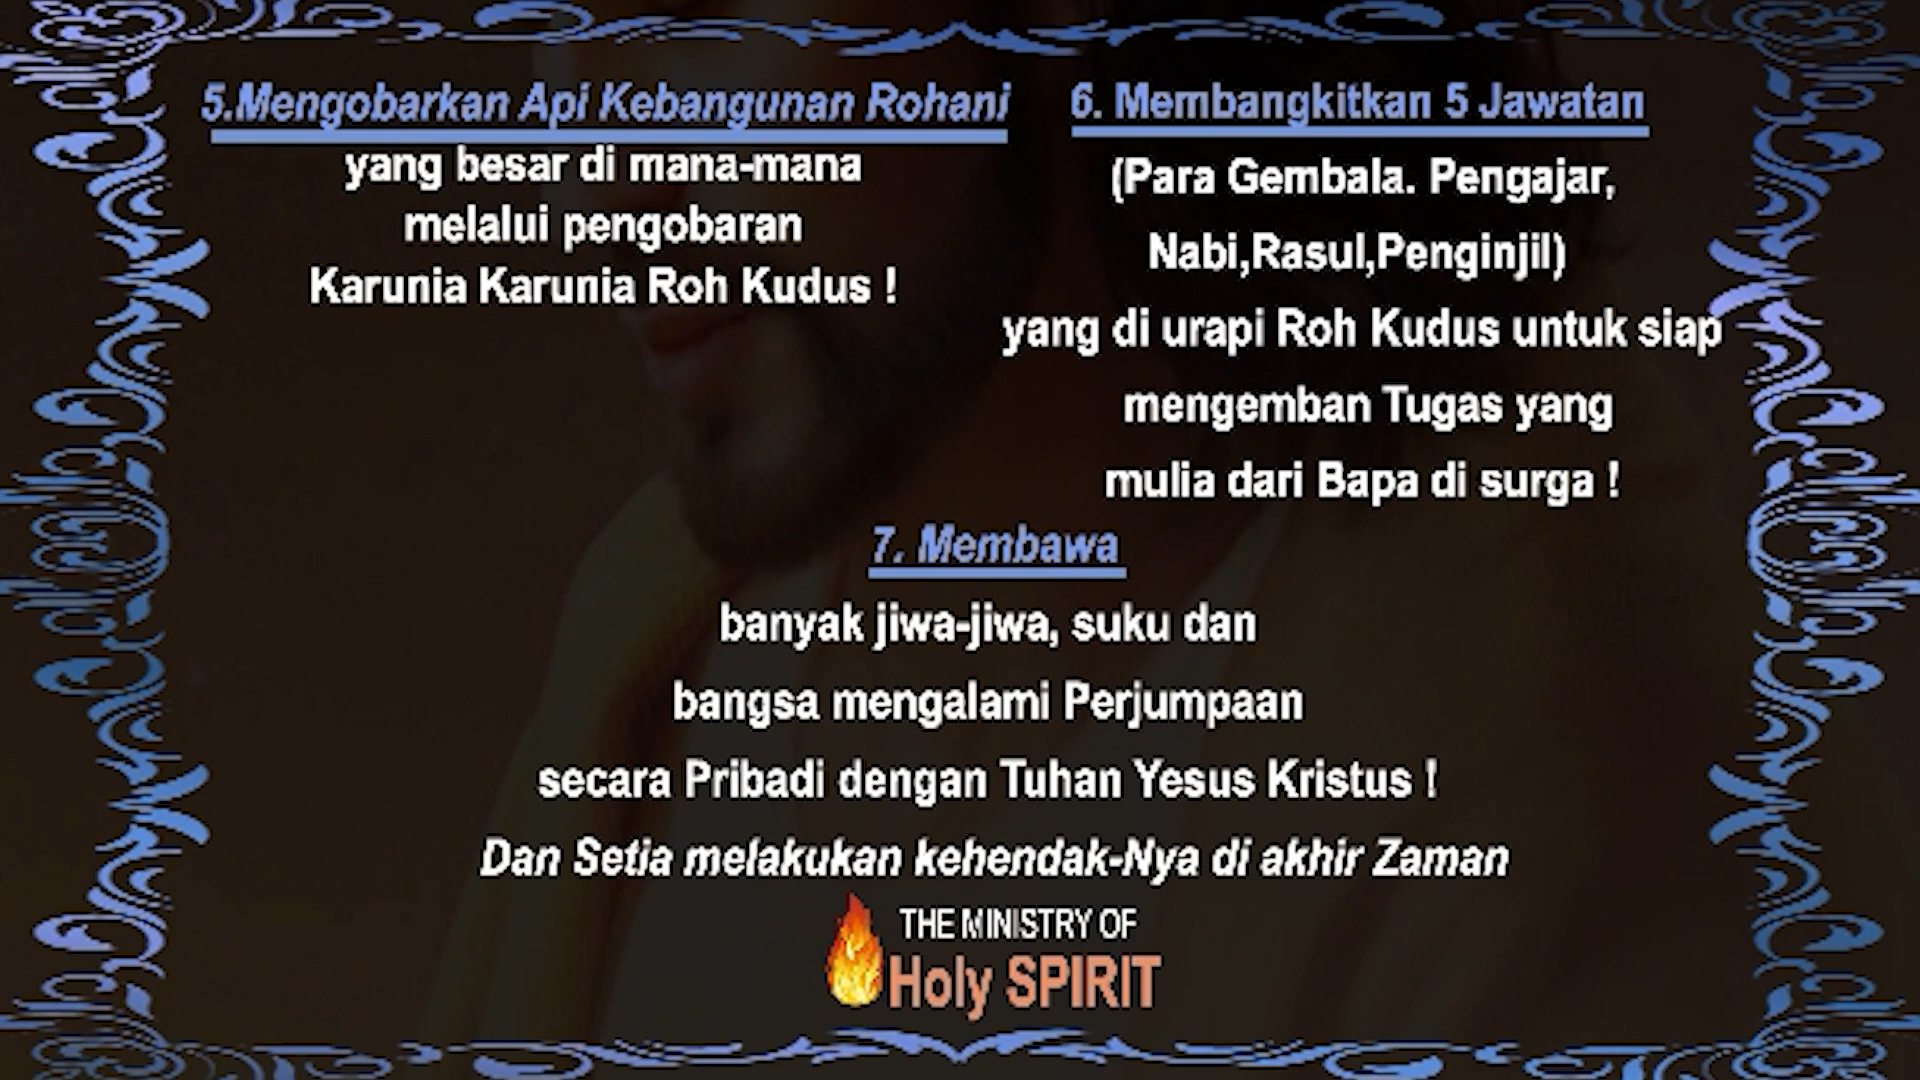 5.Mengobarkan Api Kebangunan Rohani
yang besar di mana-mana
melalui pengobaran
Karunia Karunia Roh Kudus !
6. Membangkitkan 5 Jawatan
(Para Gembala. Pengajar,
Nabi,Rasul,Penginjil)
yang di urapi Roh Kudus untuk siap
mengemban Tugas yang
mulia dari Bapa di surga !
7. Membawa
banyak jiwa-jiwa, suku dan
bangsa mengalami Perjumpaan
secara Pribadi dengan Tuhan Yesus Kristus !
Dan Setia melakukan kehendak-Nya di akhir Zaman
THE MINISTRY OF
Holy SPIRIT